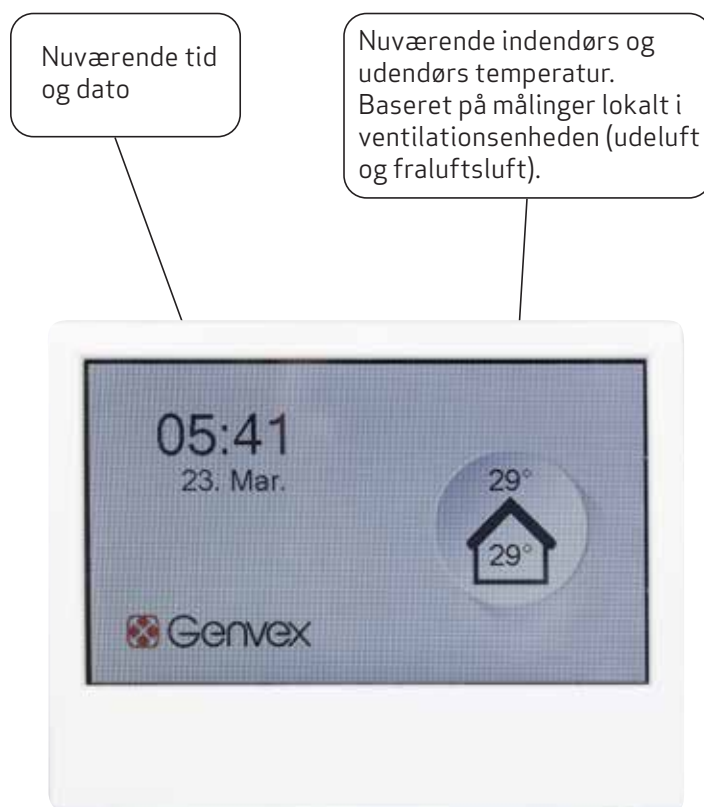 Nuværende tid
og dato
Nuværende indendørs og
udendørs temperatur.
Baseret på målinger lokalt i
ventilationsenheden (udeluft
og fraluftsluft).
05:41
23. Mar.
29°
29°
Genvex